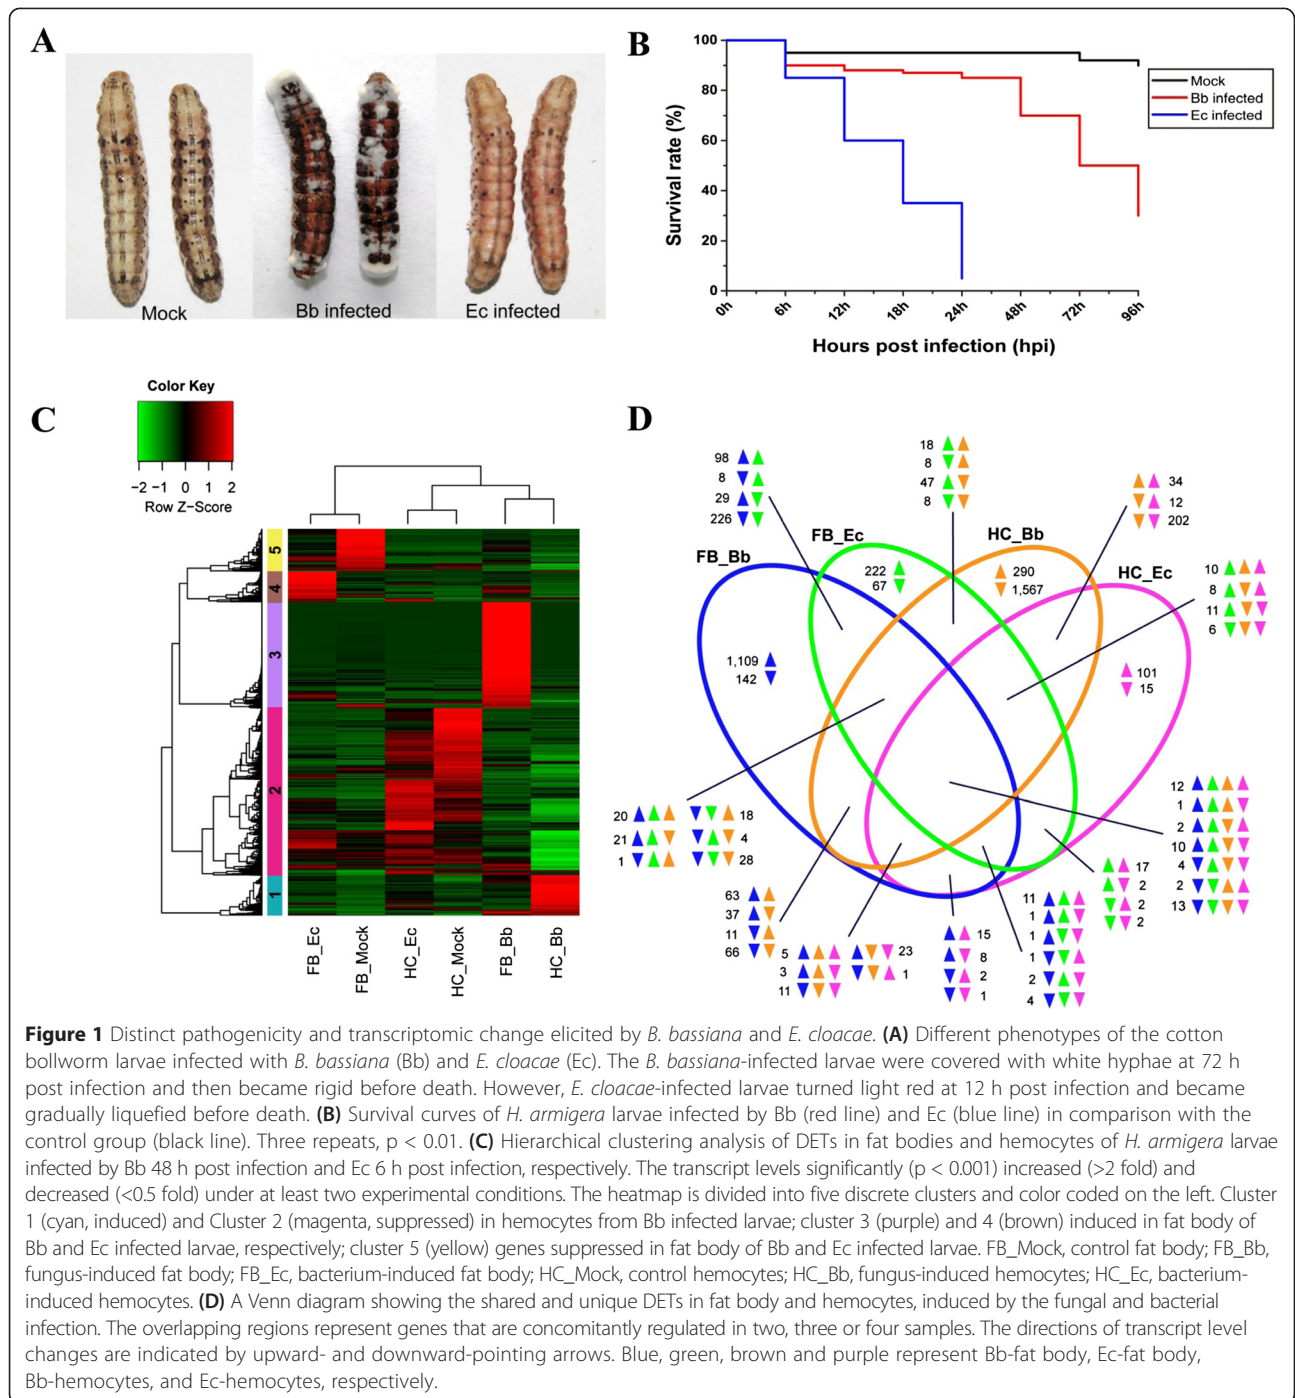 A
Mock
Bb infected
Ec infected
B
Survival rate (%)
100
80
60
40
20
0
0h
6h
12h
18h
24h
48h
72h
96h
Hours post infection (hpi)
Mock
Bb infected
Ec infected
C
Color Key
−2 −1 0 1 2
Row Z−Score
5
4
3
2
1
FB_Ec
FB_Mock
HC_Ec
HC_Mock
FB_Bb
HC_Bb
D
98
8
29
226
18
8
47
8
34
12
202
10
8
11
6
FB_Bb
FB_Ec
HC_Bb
HC_Ec
222
67
290
1,567
1,109
142
101
15
20
21
1
18
4
28
12
1
2
10
4
2
13
63
37
11
66
5
3
11
23
1
15
8
2
1
11
1
1
1
2
4
17
2
2
2
Figure 1 Distinct pathogenicity and transcriptomic change elicited by B. bassiana and E. cloacae. (A) Different phenotypes of the cotton
bollworm larvae infected with B. bassiana (Bb) and E. cloacae (Ec). The B. bassiana-infected larvae were covered with white hyphae at 72 h
post infection and then became rigid before death. However, E. cloacae-infected larvae turned light red at 12 h post infection and became
gradually liquefied before death. (B) Survival curves of H. armigera larvae infected by Bb (red line) and Ec (blue line) in comparison with the
control group (black line). Three repeats, p < 0.01. (C) Hierarchical clustering analysis of DETs in fat bodies and hemocytes of H. armigera larvae
infected by Bb 48 h post infection and Ec 6 h post infection, respectively. The transcript levels significantly (p < 0.001) increased (>2 fold) and
decreased (<0.5 fold) under at least two experimental conditions. The heatmap is divided into five discrete clusters and color coded on the left. Cluster
1 (cyan, induced) and Cluster 2 (magenta, suppressed) in hemocytes from Bb infected larvae; cluster 3 (purple) and 4 (brown) induced in fat body of
Bb and Ec infected larvae, respectively; cluster 5 (yellow) genes suppressed in fat body of Bb and Ec infected larvae. FB_Mock, control fat body; FB_Bb,
fungus-induced fat body; FB_Ec, bacterium-induced fat body; HC_Mock, control hemocytes; HC_Bb, fungus-induced hemocytes; HC_Ec, bacterium-
induced hemocytes. (D) A Venn diagram showing the shared and unique DETs in fat body and hemocytes, induced by the fungal and bacterial
infection. The overlapping regions represent genes that are concomitantly regulated in two, three or four samples. The directions of transcript level
changes are indicated by upward- and downward-pointing arrows. Blue, green, brown and purple represent Bb-fat body, Ec-fat body,
Bb-hemocytes, and Ec-hemocytes, respectively.